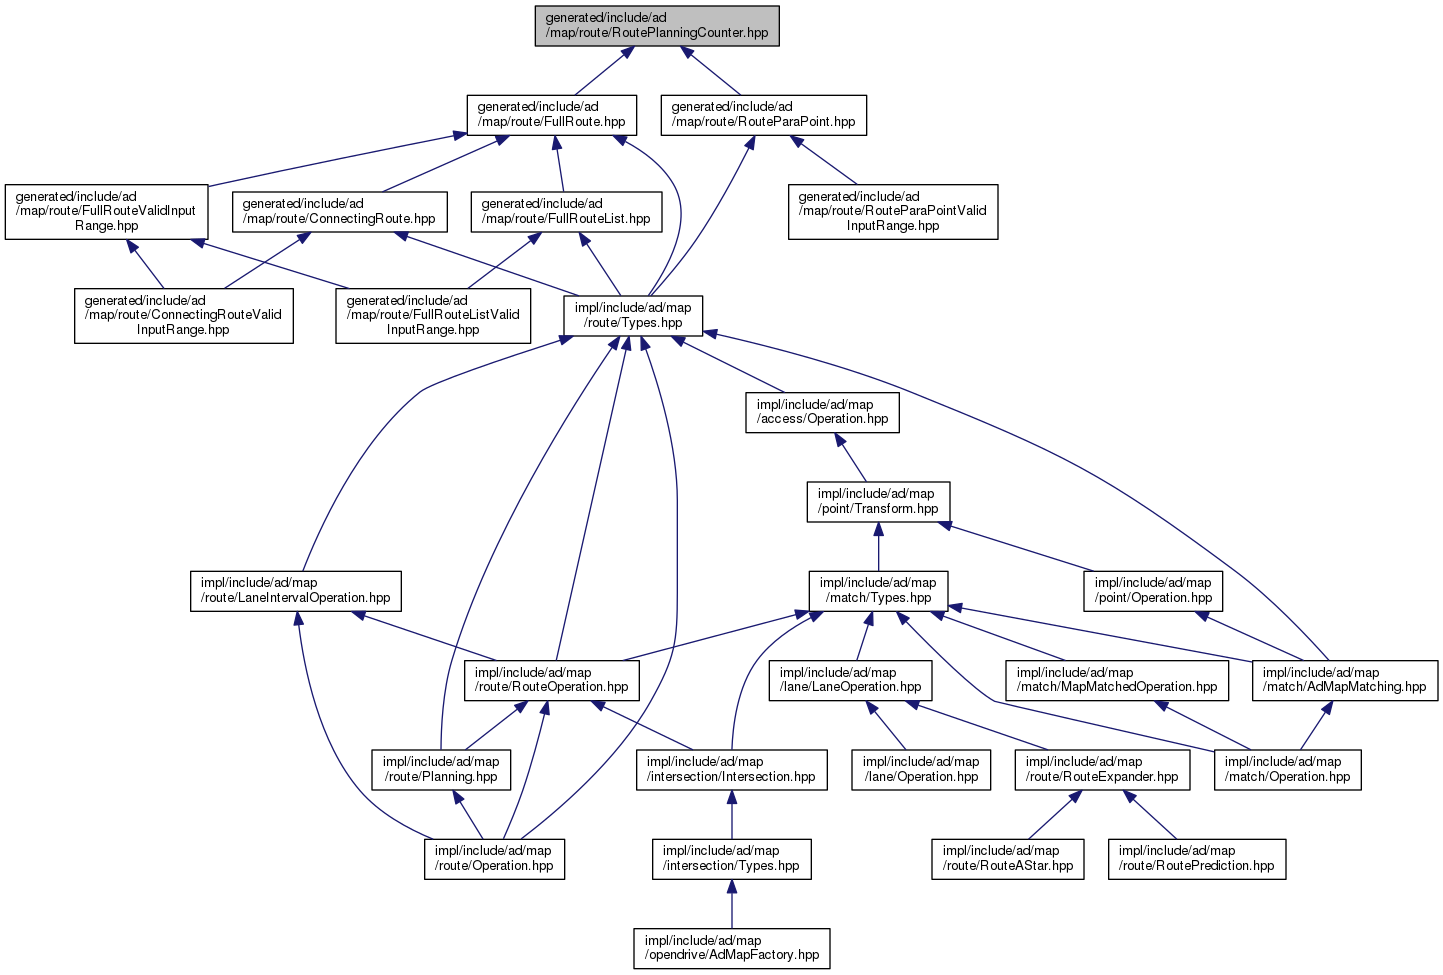 generated/include/ad
/map/route/RoutePlanningCounter.hpp
generated/include/ad
/map/route/FullRoute.hpp
generated/include/ad
/map/route/RouteParaPoint.hpp
generated/include/ad
/map/route/FullRouteValidInput
Range.hpp
generated/include/ad
/map/route/ConnectingRoute.hpp
generated/include/ad
/map/route/FullRouteList.hpp
generated/include/ad
/map/route/RouteParaPointValid
InputRange.hpp
generated/include/ad
/map/route/ConnectingRouteValid
InputRange.hpp
generated/include/ad
/map/route/FullRouteListValid
InputRange.hpp
impl/include/ad/map
/route/Types.hpp
impl/include/ad/map
/access/Operation.hpp
impl/include/ad/map
/point/Transform.hpp
impl/include/ad/map
/route/LaneIntervalOperation.hpp
impl/include/ad/map
/match/Types.hpp
impl/include/ad/map
/point/Operation.hpp
impl/include/ad/map
/route/RouteOperation.hpp
impl/include/ad/map
/lane/LaneOperation.hpp
impl/include/ad/map
/match/MapMatchedOperation.hpp
impl/include/ad/map
/match/AdMapMatching.hpp
impl/include/ad/map
/route/Planning.hpp
impl/include/ad/map
/intersection/Intersection.hpp
impl/include/ad/map
/lane/Operation.hpp
impl/include/ad/map
/route/RouteExpander.hpp
impl/include/ad/map
/match/Operation.hpp
impl/include/ad/map
/route/Operation.hpp
impl/include/ad/map
/intersection/Types.hpp
impl/include/ad/map
/route/RouteAStar.hpp
impl/include/ad/map
/route/RoutePrediction.hpp
impl/include/ad/map
/opendrive/AdMapFactory.hpp